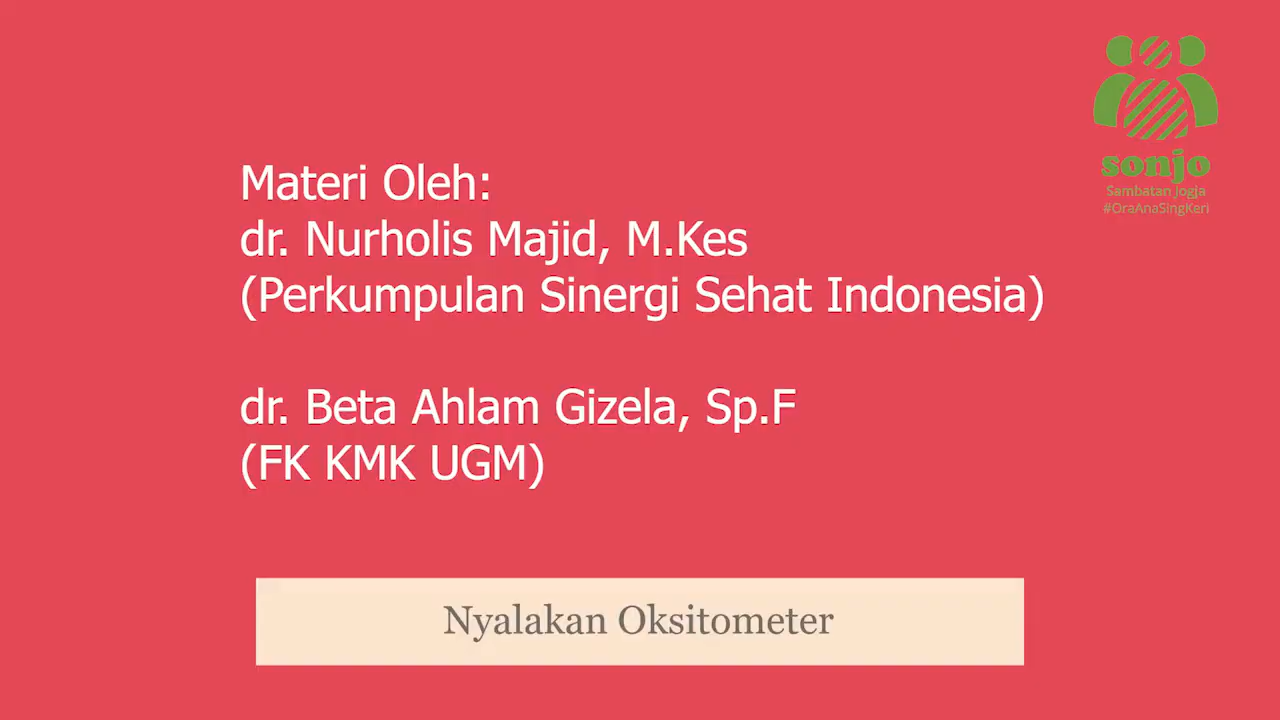 sonjo
Sambatan Jogja
#OraAnaSingKeri
Materi Oleh:
dr. Nurholis Majid, M.Kes
(Perkumpulan Sinergi Sehat Indonesia)
dr. Beta Ahlam Gizela, Sp.F
(FK KMK UGM)
Nyalakan Oksitometer